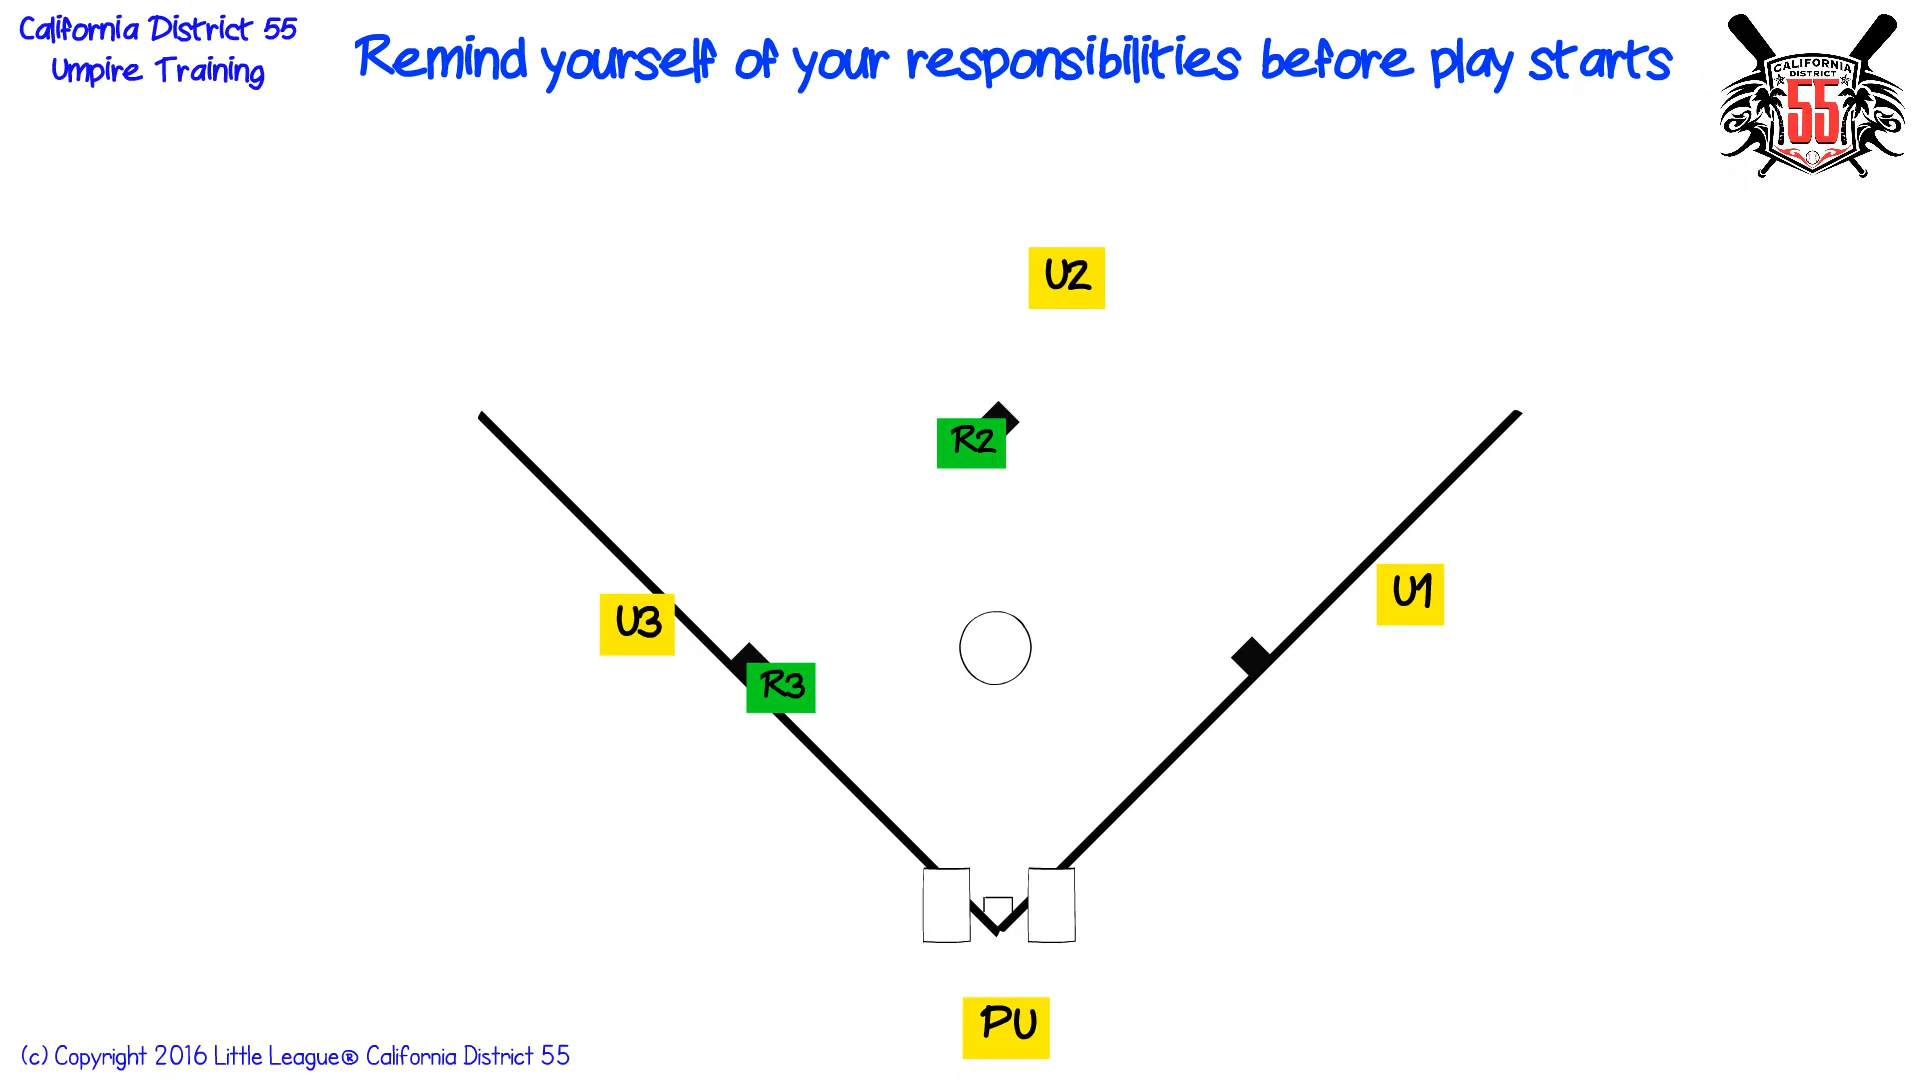 California District 55
Umpire Training
Remind yourself of your responsibilities before play starts
CALIFORNIA
DISTRICT
55
U2
R2
U1
U3
R3
PU
(c) Copyright 2016 Little League® California District 55